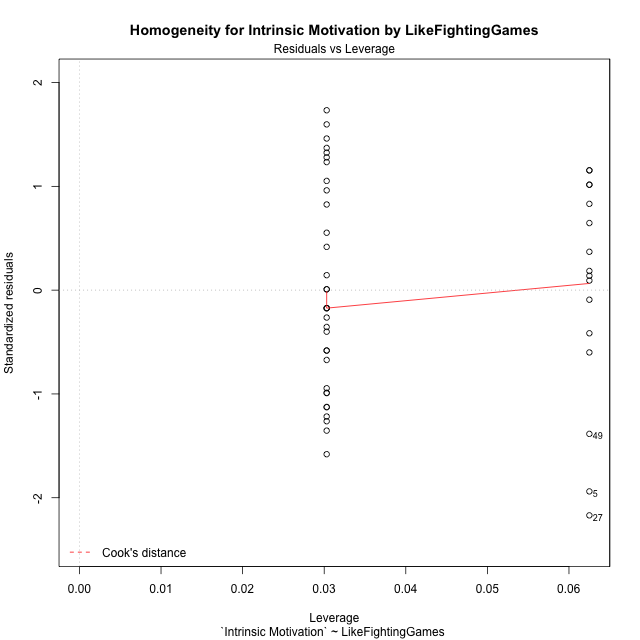 Homogeneity for Intrinsic Motivation by LikeFightingGames
Residuals vs Leverage
2
1
0
-1
-2
Standardized residuals
49
5
27
Cook's distance
0.00 0.01 0.02 0.03 0.04 0.05 0.06
Leverage
`Intrinsic Motivation` ~ LikeFightingGames